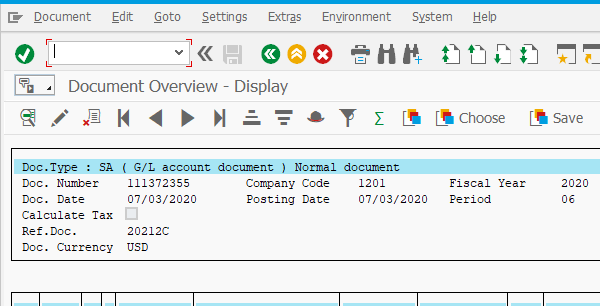 Document Edit Goto Settings Extras Environment System Help
Document Overview - Display
Choose Save
Doc.Type : SA ( G/L account document ) Normal document
Doc. Number 111372355 Company Code 1201 Fiscal Year 2020
Doc. Date 07/03/2020 Posting Date 07/03/2020 Period 06
Calculate Tax
Ref.Doc. 20212C
Doc. Currency USD